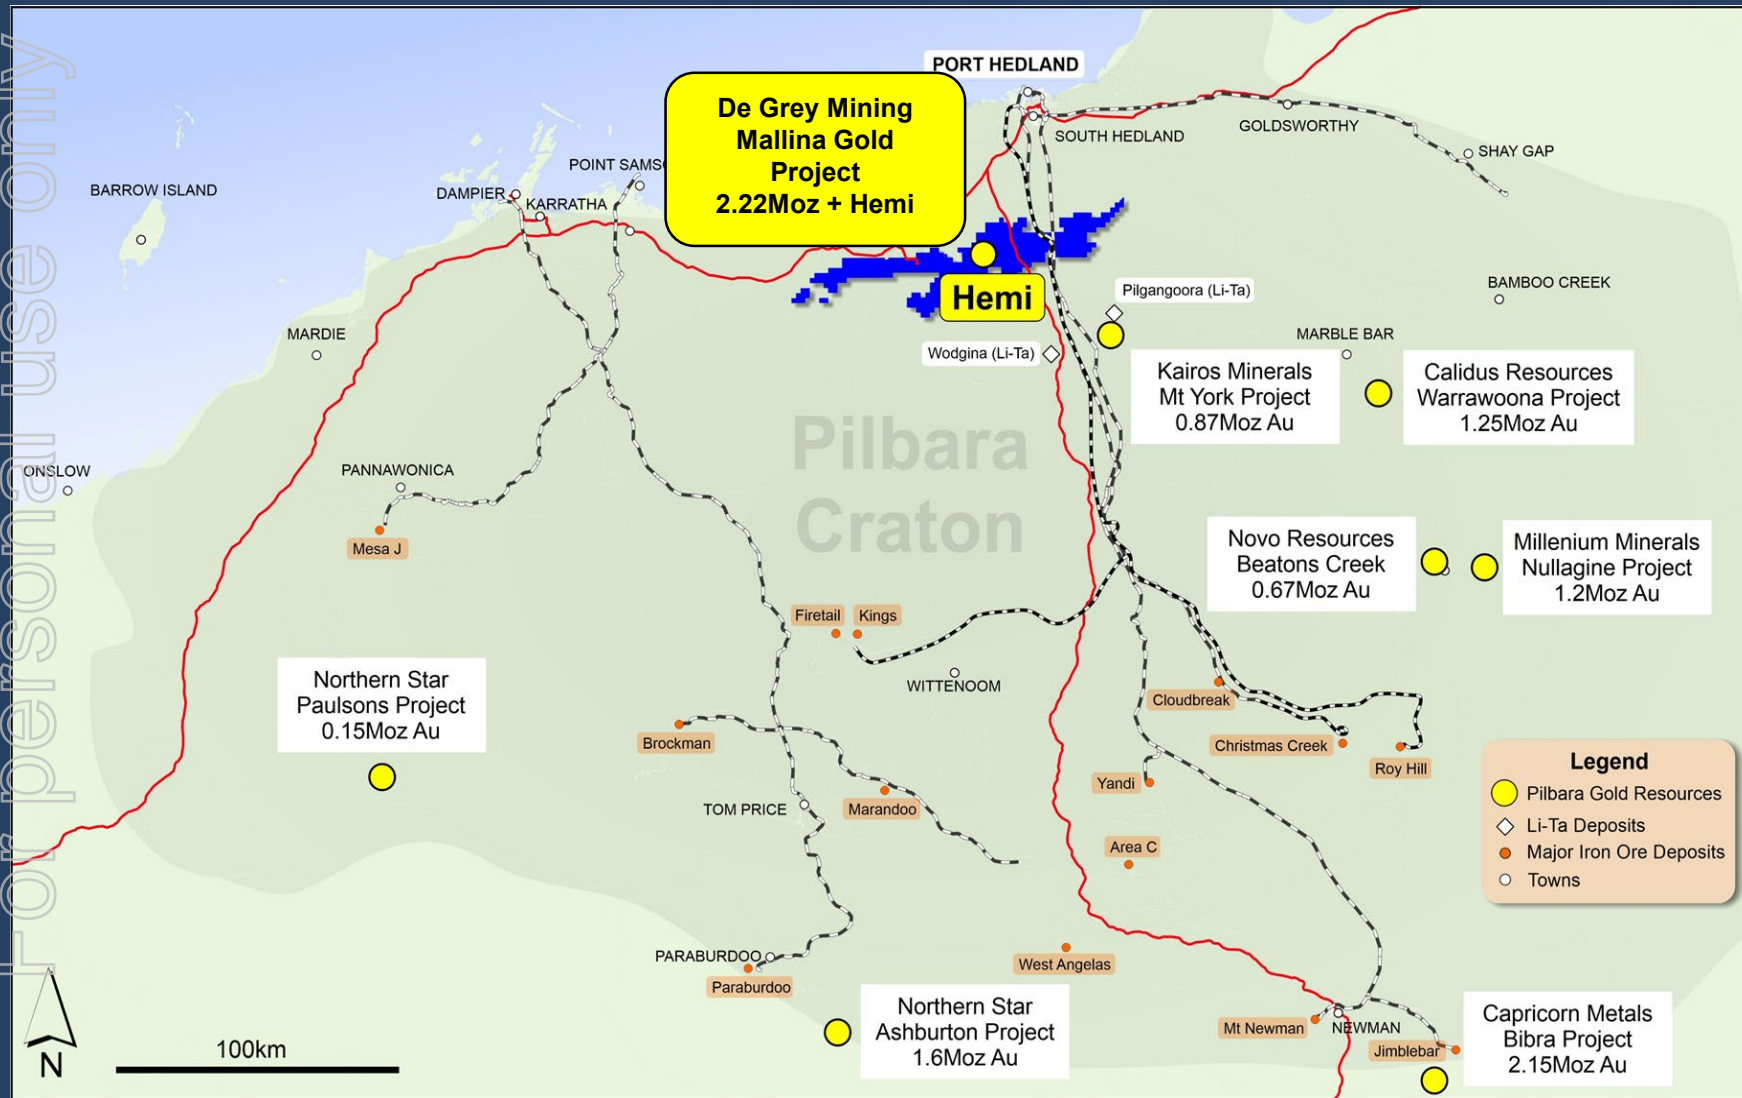 For personal use only
PORT HEDLAND
De Grey Mining
Mallina Gold
Project
2.22Moz + Hemi
SOUTH HEDLAND
GOLDSWORTHY
SHAY GAP
BARROW ISLAND
DAMPIER
KARRATHA
POINT SAMS
Hemi
Pilgangoora (Li-Ta)
BAMBOO CREEK
MARDIE
MARBLE BAR
Wodgina (Li-Ta)
Kairos Minerals
Mt York Project
0.87Moz Au
Calidus Resources
Warrawoona Project
1.25Moz Au
Pilbara
Craton
ONSLOW
PANNAWONICA
Mesa J
Novo Resources
Beatons Creek
0.67Moz Au
Millenium Minerals
Nullagine Project
1.2Moz Au
Firetail
Kings
WITTENOOM
Northern Star
Paulsons Project
0.15Moz Au
Cloudbreak
Brockman
Christmas Creek
Roy Hill
Yandi
TOM PRICE
Marandoo
Area C
Legend
Pilbara Gold Resources
Li-Ta Deposits
Major Iron Ore Deposits
Towns
PARABURDOO
Paraburdoo
West Angelas
Northern Star
Ashburton Project
1.6Moz Au
Mt Newman
NEWMAN
Jimblebar
Capricorn Metals
Bibra Project
2.15Moz Au
N
100km